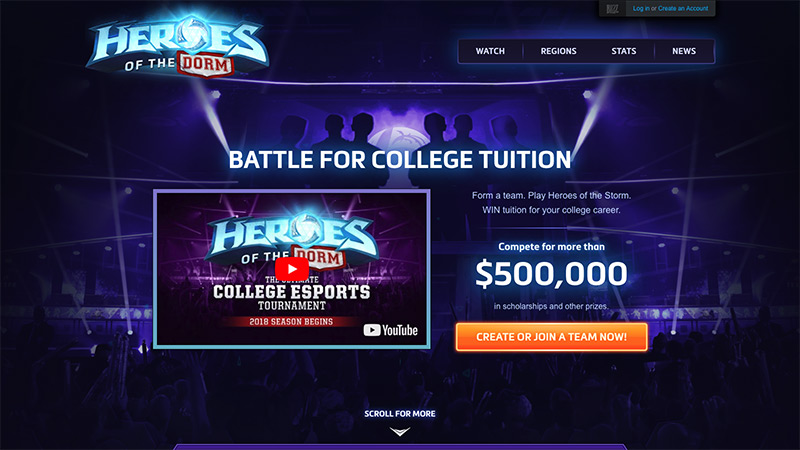 Log in or Create an Account
HEROES
OF THE DORM
WATCH
REGIONS
STATS
NEWS
BATTLE FOR COLLEGE TUITION
HEROES
OF THE DORM
THE ULTIMATE
COLLEGE ESPORTS
TOURNAMENT
2018 SEASON BEGINS
YouTube
Form a team. Play Heroes of the Storm.
WIN tuition for your college career.
Compete for more than
$500,000
in scholarships and other prizes.
CREATE OR JOIN A TEAM NOW!
SCROLL FOR MORE